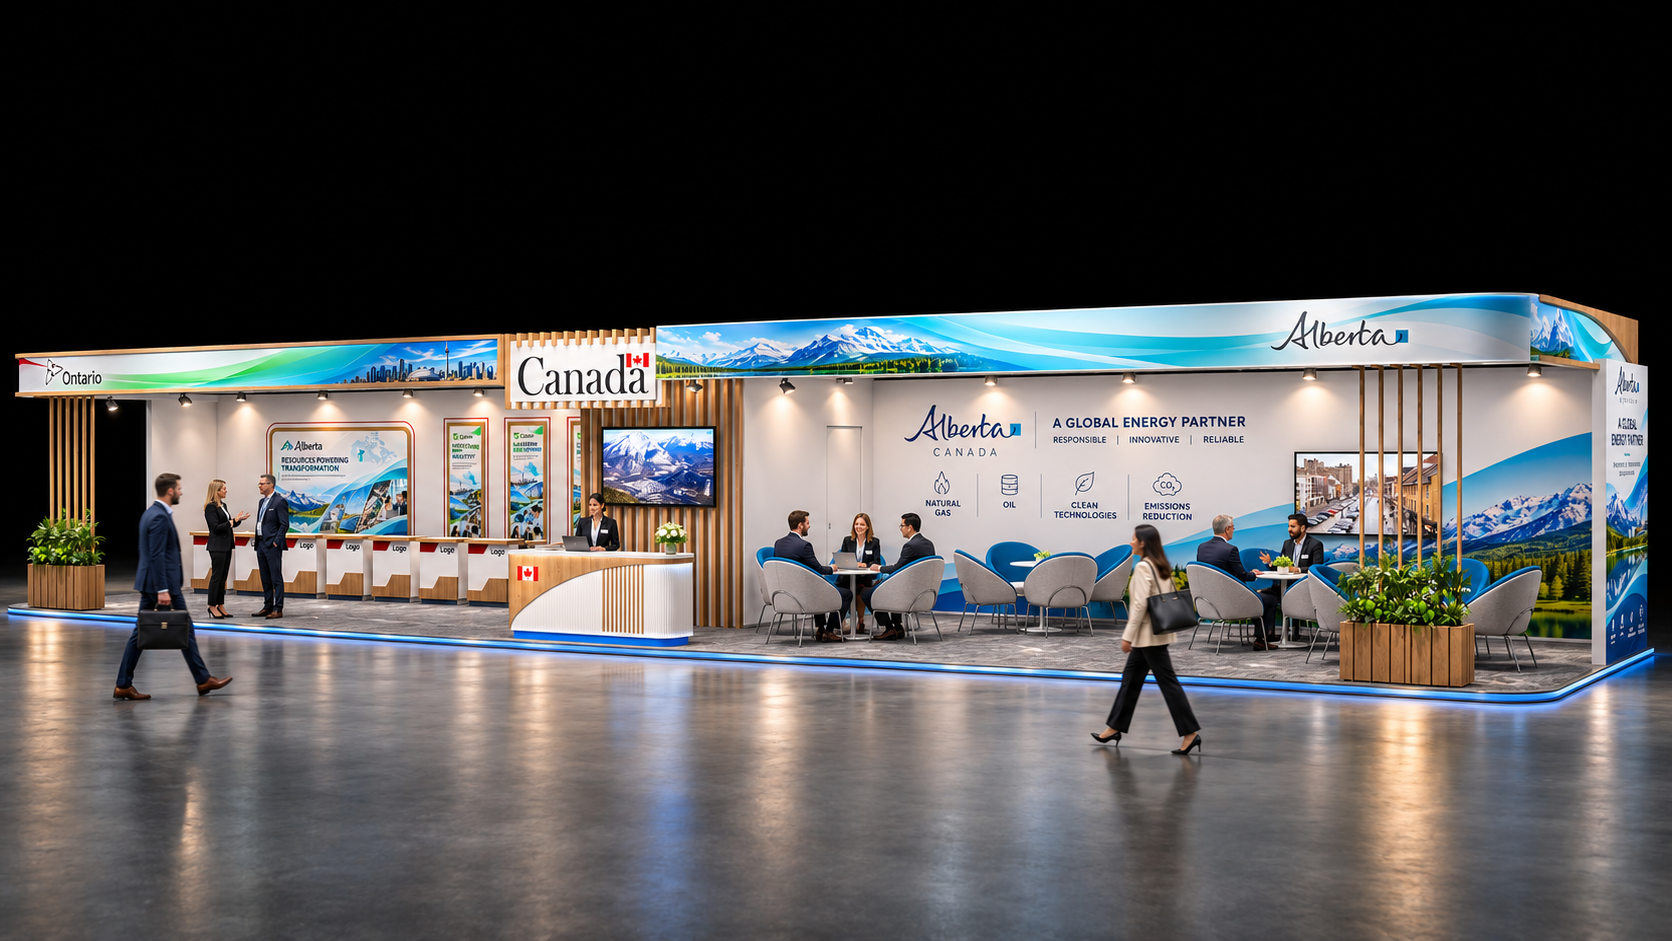 Ontario
Canada
Alberta
Alberta
RESOURCES POWERING
TRANSFORMATION
Logo
Logo
Logo
Logo
Logo
Logo
Alberta
CANADA
A GLOBAL ENERGY PARTNER
RESPONSIBLE | INNOVATIVE | RELIABLE
NATURAL
GAS
OIL
CLEAN
TECHNOLOGIES
CO₂
EMISSIONS
REDUCTION
Alberta
A GLOBAL
ENERGY PARTNER